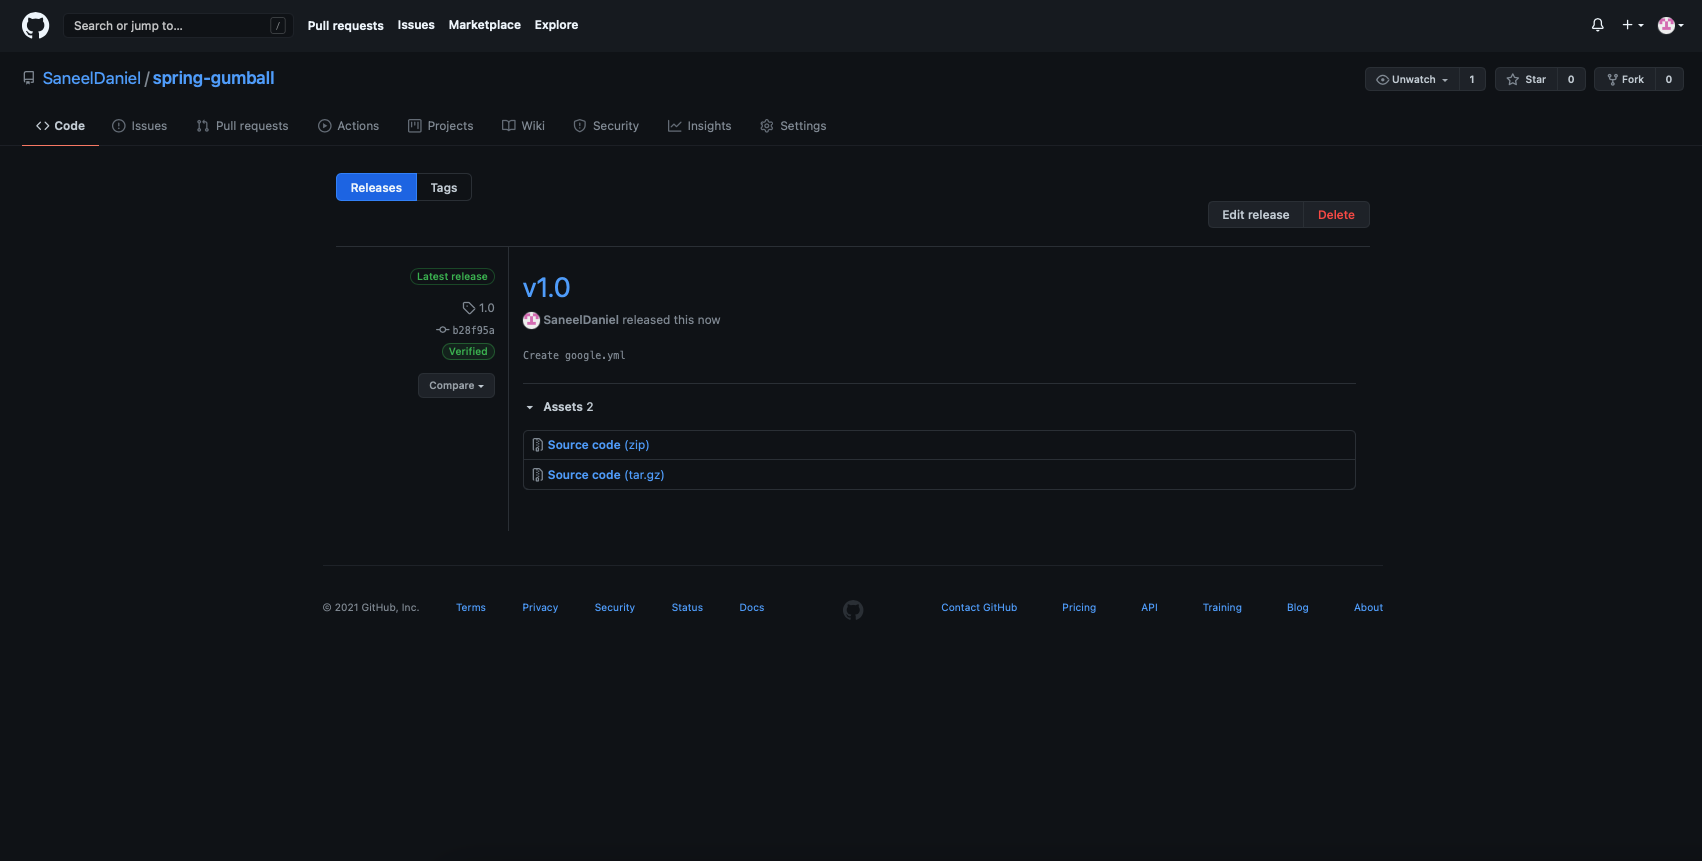 Search or jump to... / Pull requests Issues Marketplace Explore
SaneelDaniel / spring-gumball Unwatch 1 Star 0 Fork 0
Code Issues Pull requests Actions Projects Wiki Security Insights Settings
Releases Tags
Edit release Delete
Latest release
1.0
b28f95a
Verified
Compare
v1.0
SaneelDaniel released this now
Create google.yml
Assets 2
Source code (zip)
Source code (tar.gz)
© 2021 GitHub, Inc. Terms Privacy Security Status Docs Contact GitHub Pricing API Training Blog About